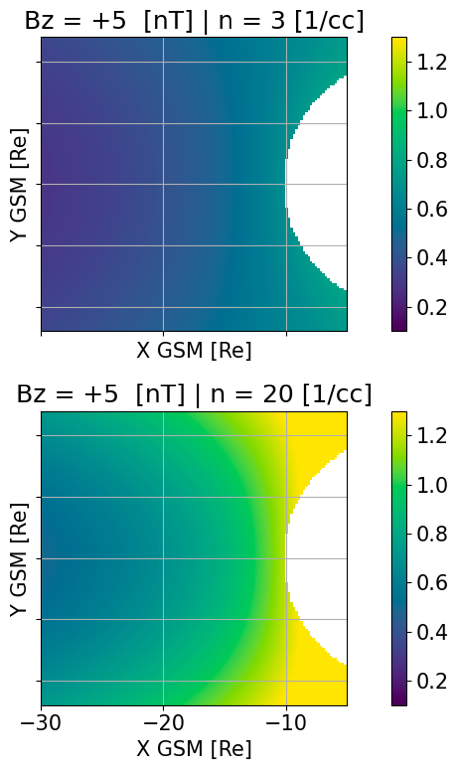 Bz = +5  [nT] | n = 3 [1/cc]
Y GSM [Re]
X GSM [Re]
1.2
1.0
0.8
0.6
0.4
0.2
Bz = +5  [nT] | n = 20 [1/cc]
Y GSM [Re]
−30
−20
−10
X GSM [Re]
1.2
1.0
0.8
0.6
0.4
0.2